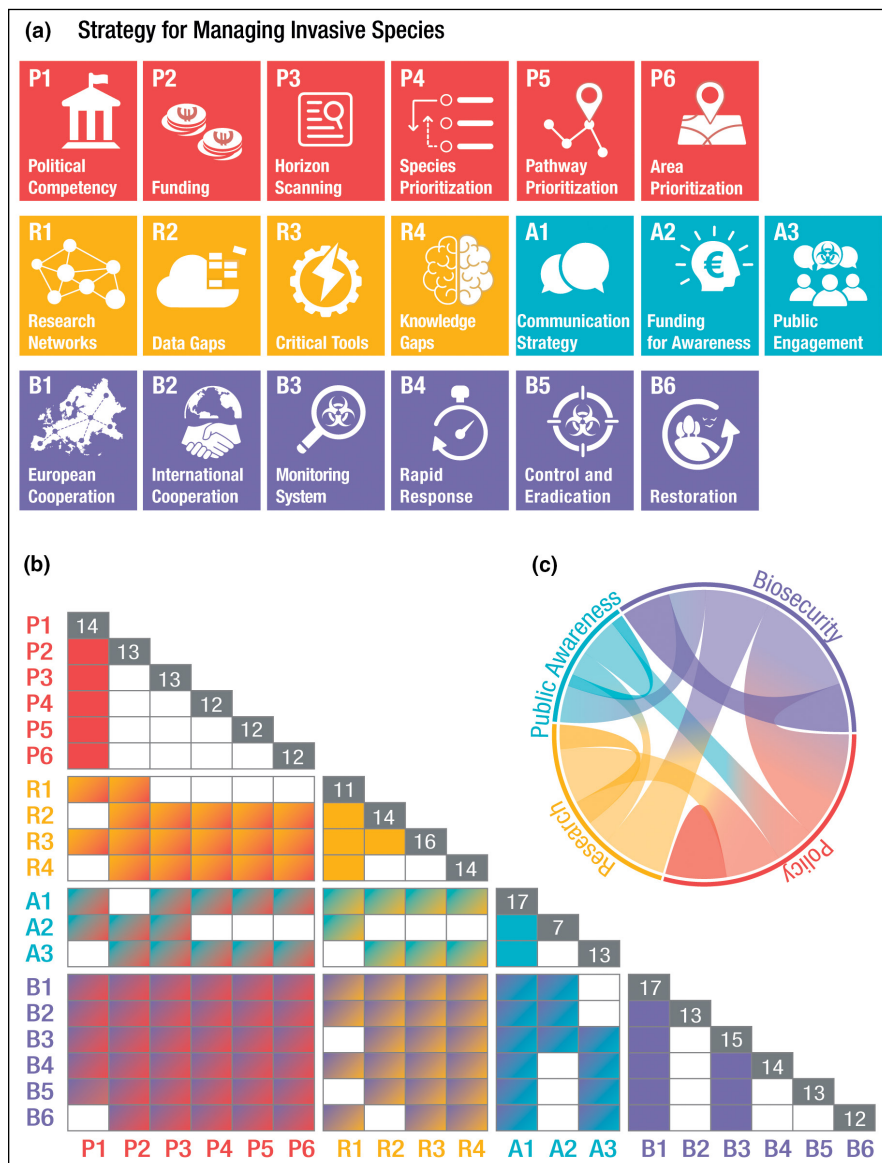 (a) Strategy for Managing Invasive Species
P1 P2 P3 P4 P5 P6
Political Competency
Funding
Horizon Scanning
Species Prioritization
Pathway Prioritization
Area Prioritization
R1 R2 R3 R4 A1 A2 A3
€
Research Networks
Data Gaps
Critical Tools
Knowledge Gaps
Communication Strategy
Funding for Awareness
Public Engagement
B1 B2 B3 B4 B5 B6
European Cooperation
International Cooperation
Monitoring System
Rapid Response
Control and Eradication
Restoration
(b)
P1 14
P2 13
P3 13
P4 12
P5 12
P6 12
R1 11
R2 14
R3 16
R4 14
A1 17
A2 7
A3 13
B1 17
B2 13
B3 15
B4 14
B5 13
B6 12
P1 P2 P3 P4 P5 P6 R1 R2 R3 R4 A1 A2 A3 B1 B2 B3 B4 B5 B6
(c)
Public Awareness
Biosecurity
Research
Policy